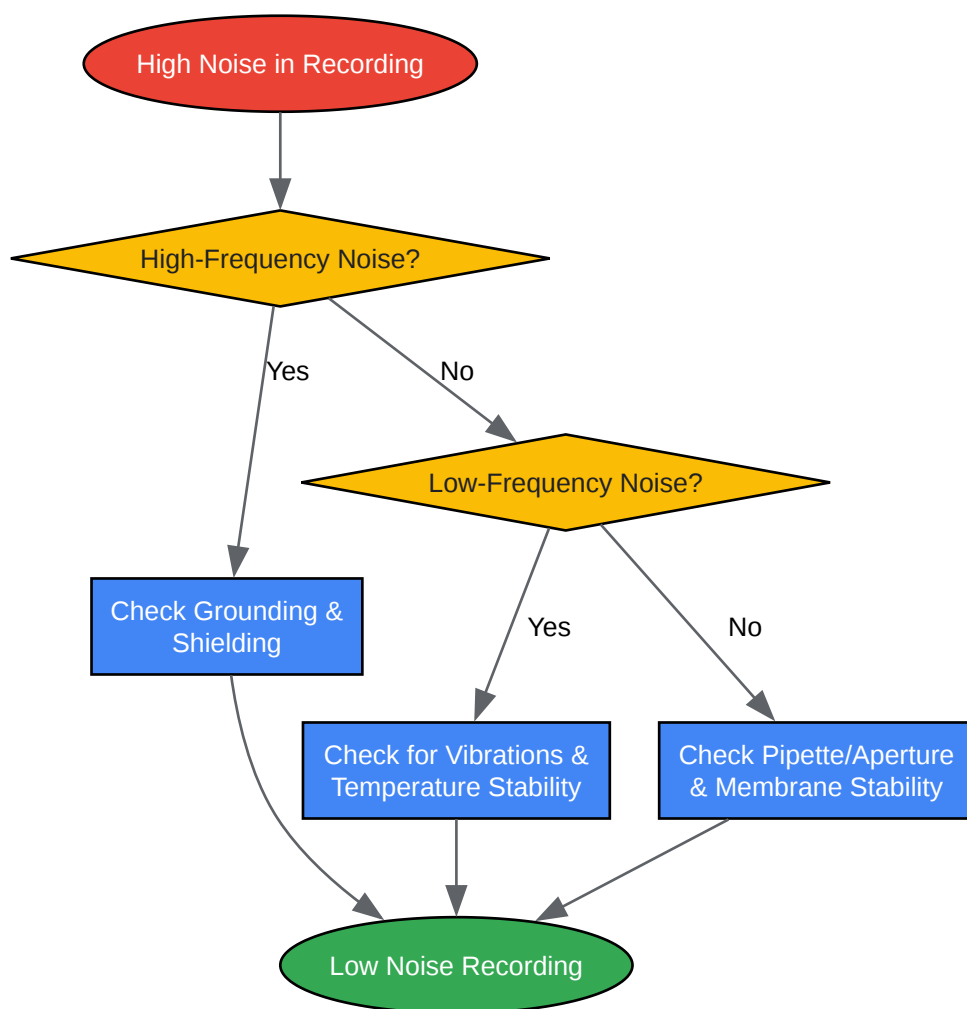 High Noise in Recording
High-Frequency Noise?
Yes
No
Low-Frequency Noise?
Check Grounding &
Shielding
Yes
No
Check for Vibrations &
Temperature Stability
Check Pipette/Aperture
& Membrane Stability
Low Noise Recording